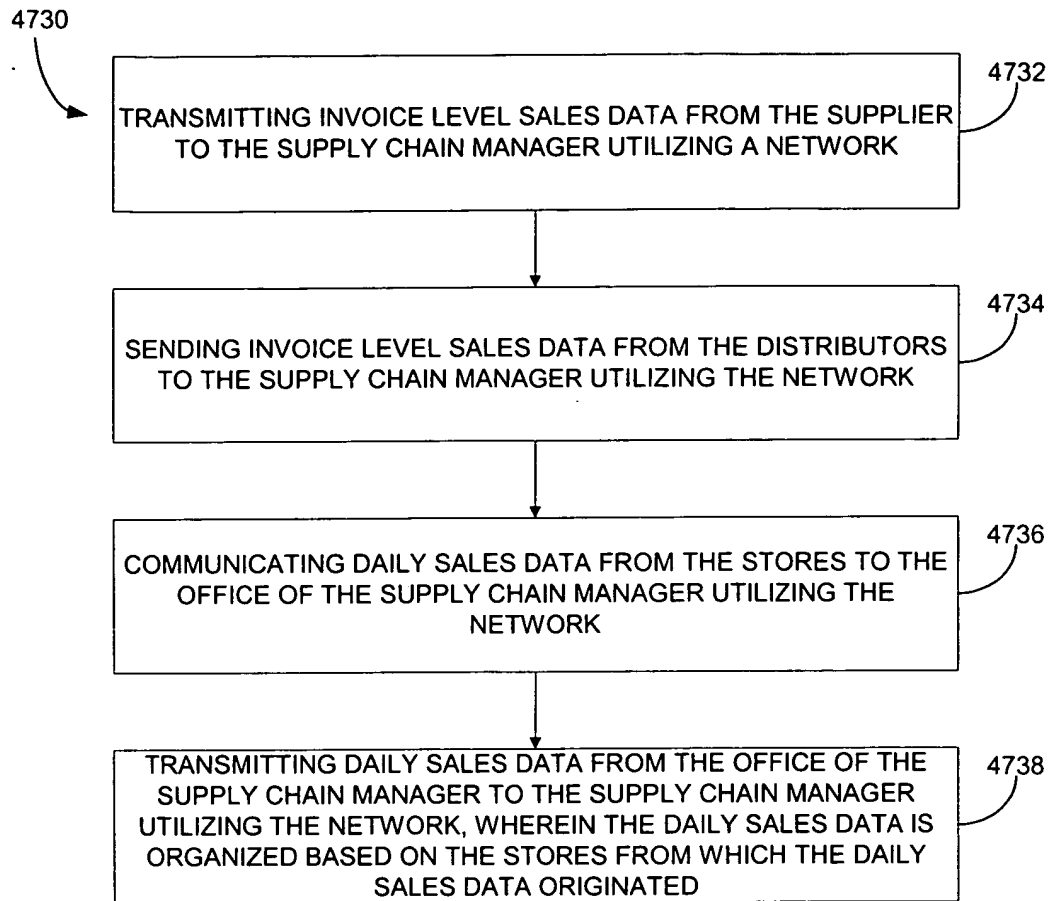 4730
4732
TRANSMITTING INVOICE LEVEL SALES DATA FROM THE SUPPLIER
TO THE SUPPLY CHAIN MANAGER UTILIZING A NETWORK
4734
SENDING INVOICE LEVEL SALES DATA FROM THE DISTRIBUTORS
TO THE SUPPLY CHAIN MANAGER UTILIZING THE NETWORK
4736
COMMUNICATING DAILY SALES DATA FROM THE STORES TO THE
OFFICE OF THE SUPPLY CHAIN MANAGER UTILIZING THE
NETWORK
4738
TRANSMITTING DAILY SALES DATA FROM THE OFFICE OF THE
SUPPLY CHAIN MANAGER TO THE SUPPLY CHAIN MANAGER
UTILIZING THE NETWORK, WHEREIN THE DAILY SALES DATA IS
ORGANIZED BASED ON THE STORES FROM WHICH THE DAILY
SALES DATA ORIGINATED